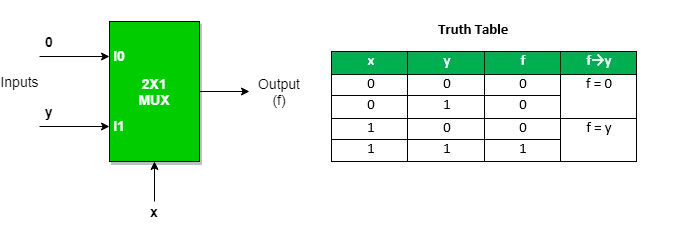 0
I0
Inputs
2X1
MUX
Output
(f)
y
I1
x
Truth Table
x y f f→y
0 0 0 f = 0
0 1 0
1 0 0 f = y
1 1 1